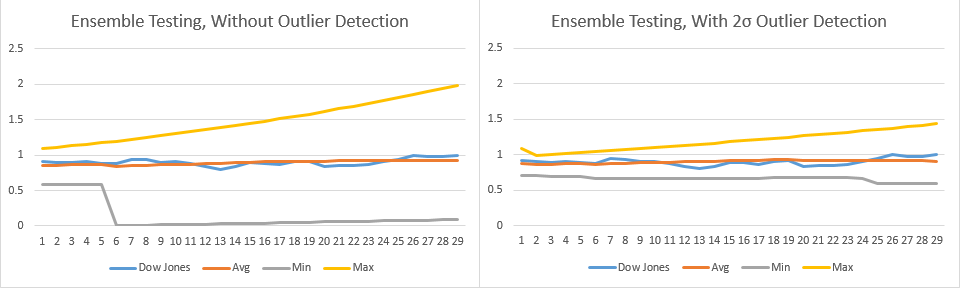 Ensemble Testing, Without Outlier Detection
2.5
2
1.5
1
0.5
0
1 2 3 4 5 6 7 8 9 10 11 12 13 14 15 16 17 18 19 20 21 22 23 24 25 26 27 28 29
Dow Jones Avg Min Max
Ensemble Testing, With 2σ Outlier Detection
2.5
2
1.5
1
0.5
0
1 2 3 4 5 6 7 8 9 10 11 12 13 14 15 16 17 18 19 20 21 22 23 24 25 26 27 28 29
Dow Jones Avg Min Max